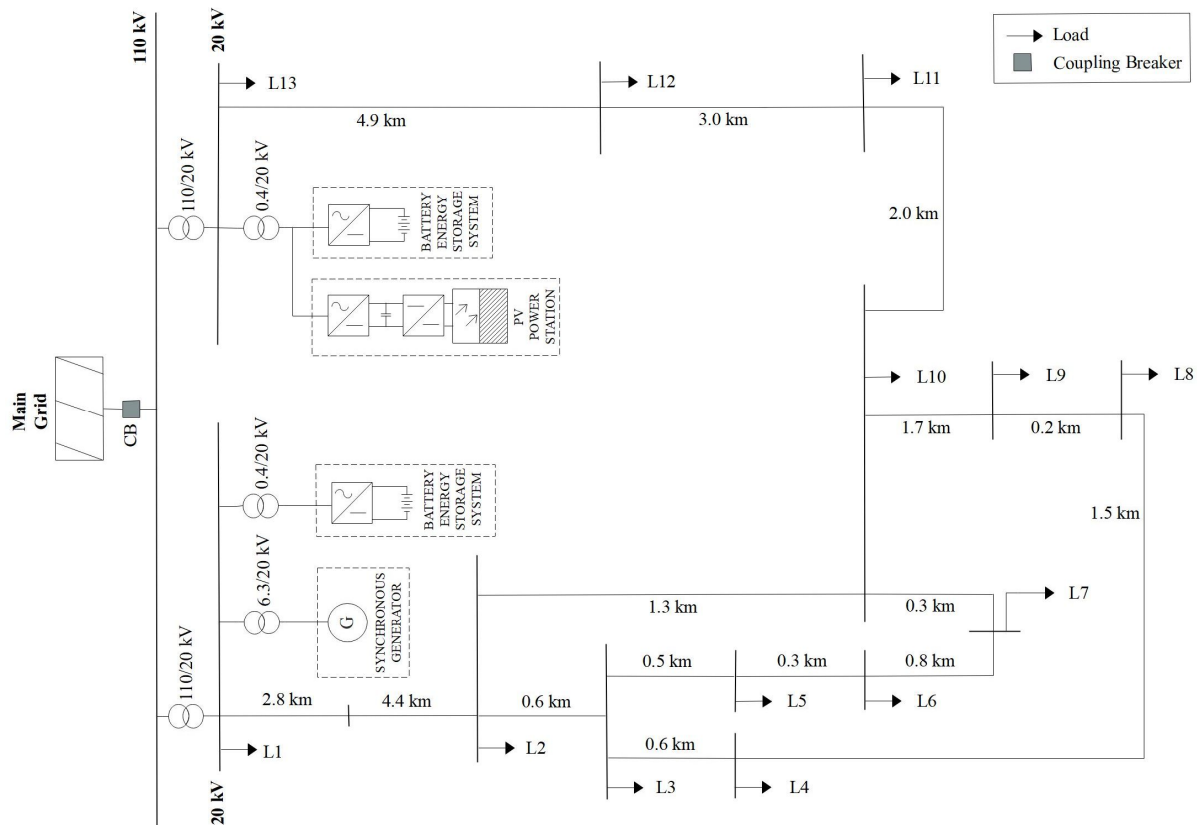 110 kV
20 kV
Load
Coupling Breaker
L13
L12
L11
4.9 km
3.0 km
110/20 kV
0.4/20 kV
BATTERY
ENERGY
STORAGE
SYSTEM
2.0 km
PV
POWER
STATION
Main
Grid
CB
L10
L9
L8
1.7 km
0.2 km
0.4/20 kV
BATTERY
ENERGY
STORAGE
SYSTEM
1.5 km
6.3/20 kV
G
SYNCHRONOUS
GENERATOR
1.3 km
0.3 km
L7
110/20 kV
0.5 km
0.3 km
0.8 km
2.8 km
4.4 km
0.6 km
L5
L6
L1
L2
0.6 km
L3
L4
20 kV